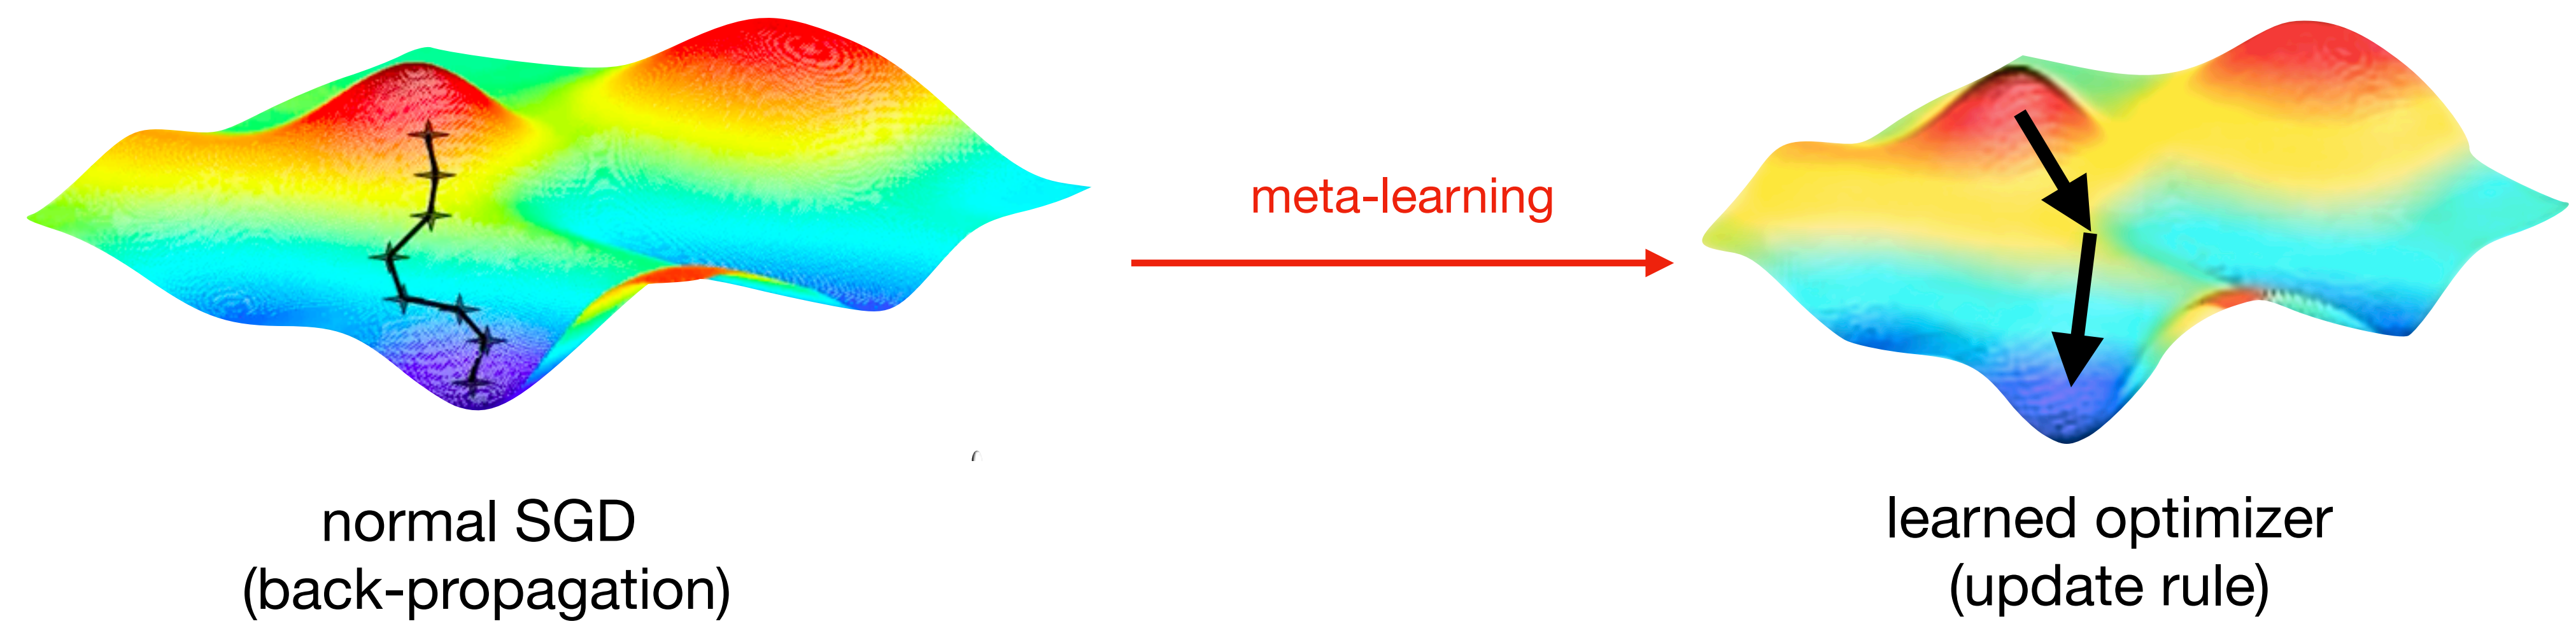 meta-learning
normal SGD
(back-propagation)
learned optimizer
(update rule)